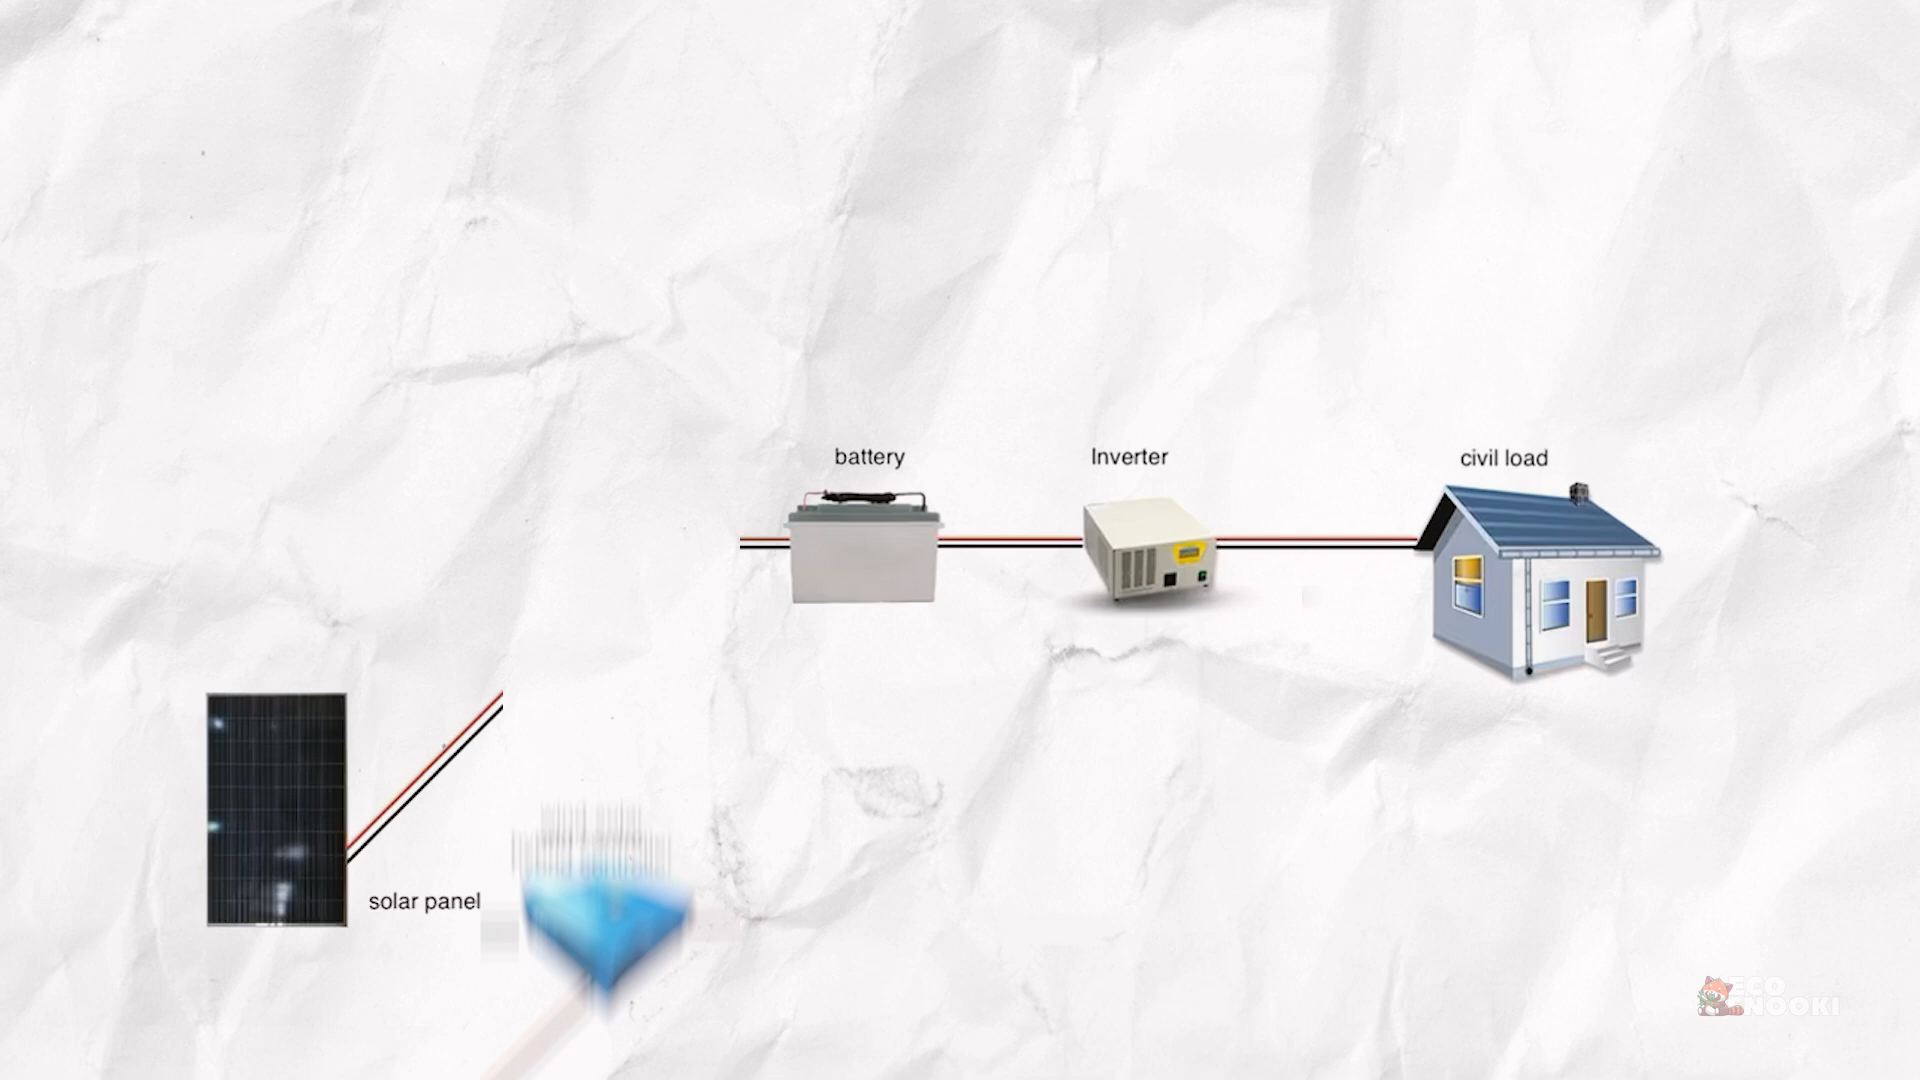 battery
Inverter
civil load
solar panel
ECO
NOOKI